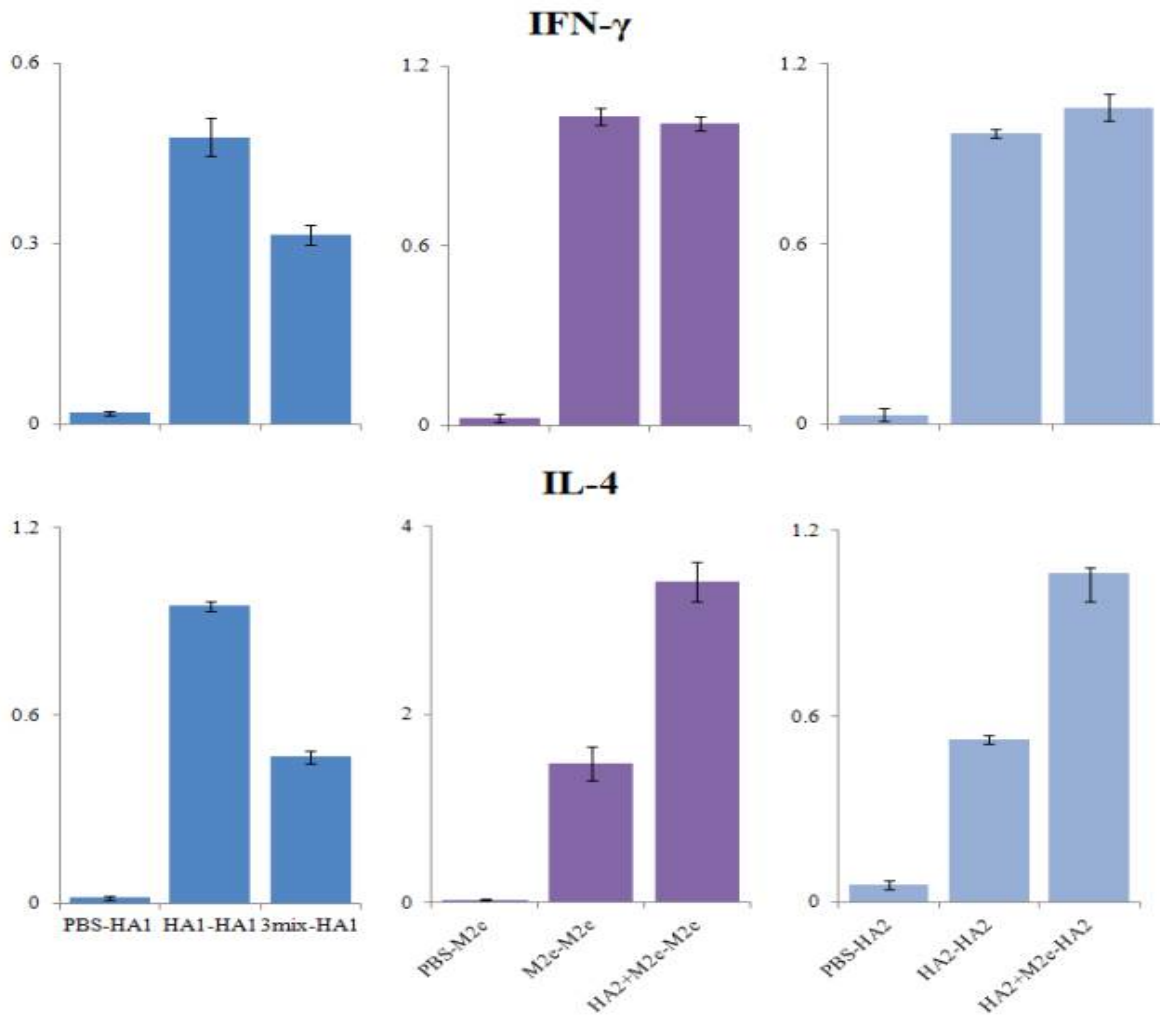 IFN-γ
0.6
0.3
0
1.2
0.6
0
1.2
0.6
0
IL-4
1.2
0.6
0
PBS-HA1 HA1-HA1 3mix-HA1
4
2
0
PBS-M2e
M2e-M2e
HA2+M2e-M2e
1.2
0.6
0
PBS-HA2
HA2-HA2
HA2+M2e-HA2